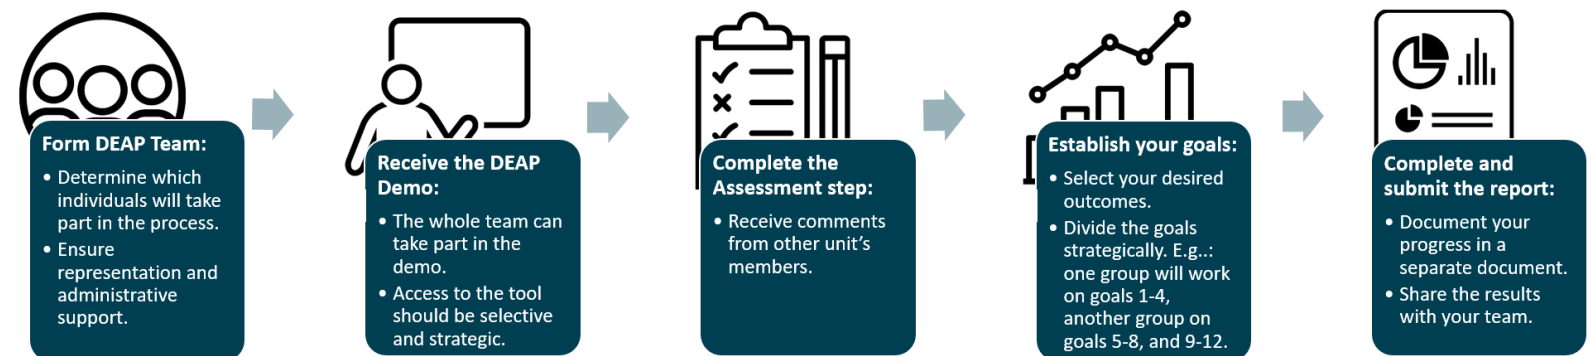 Form DEAP Team:
• Determine which
individuals will take
part in the process.
• Ensure
representation and
administrative
support.
Receive the DEAP
Demo:
• The whole team can
take part in the
demo.
• Access to the tool
should be selective
and strategic.
Complete the
Assessment step:
• Receive comments
from other unit’s
members.
Establish your goals:
• Select your desired
outcomes.
• Divide the goals
strategically. E.g..:
one group will work
on goals 1-4,
another group on
goals 5-8, and 9-12.
Complete and
submit the report:
• Document your
progress in a
separate document.
• Share the results
with your team.